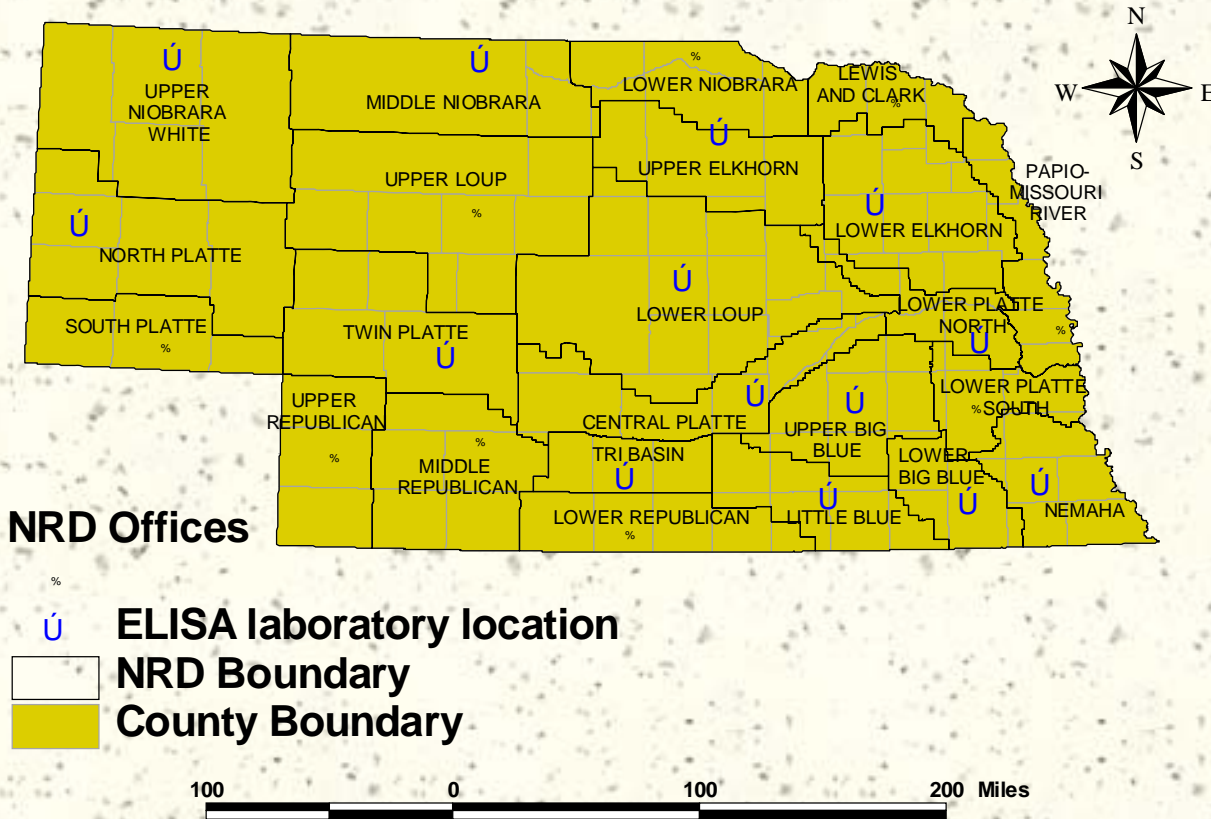 N
W
E
S
Ú
UPPER
NIOBRARA
WHITE
Ú
MIDDLE NIOBRARA
%
LOWER NIOBRARA
LEWIS
AND CLARK
%
Ú
UPPER ELKHORN
PAPIO-
MISSOURI
RIVER
UPPER LOUP
%
Ú
LOWER ELKHORN
Ú
NORTH PLATTE
Ú
LOWER LOUP
SOUTH PLATTE
%
TWIN PLATTE
Ú
LOWER PLATTE
NORTH
Ú
%
LOWER PLATTE
SOUTH
%
UPPER
REPUBLICAN
%
Ú
CENTRAL PLATTE
Ú
UPPER BIG
BLUE
%
MIDDLE
REPUBLICAN
TRI BASIN
Ú
LOWER
BIG BLUE
Ú
Ú
LITTLE BLUE
Ú
NEMAHA
LOWER REPUBLICAN
%
NRD Offices
%
Ú ELISA laboratory location
NRD Boundary
County Boundary
100 0 100 200 Miles